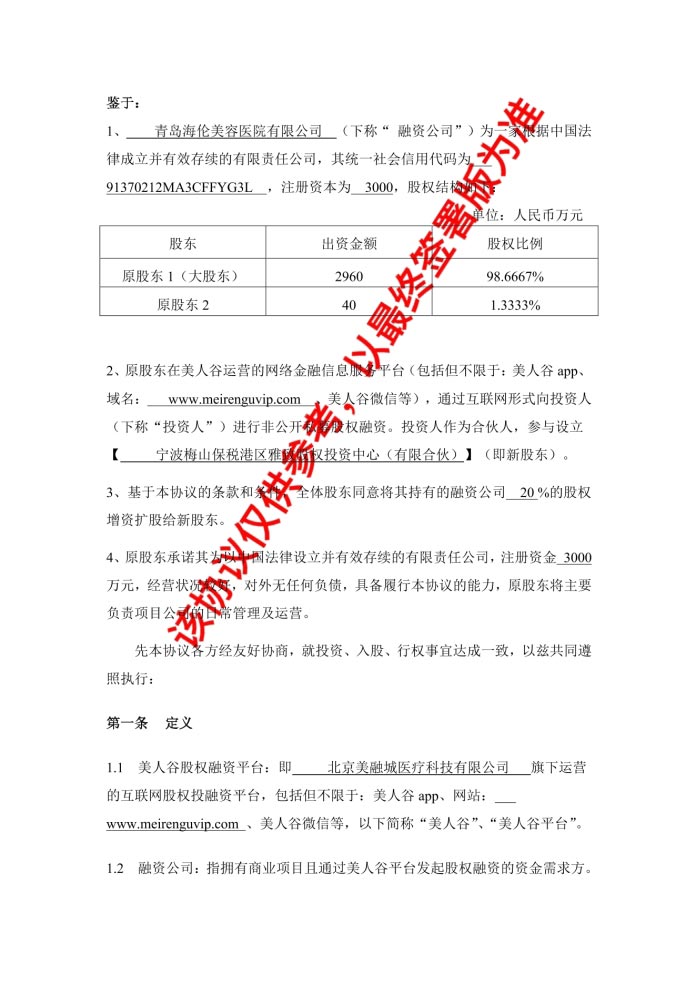 鉴于：
1、 青岛海伦美容医院有限公司 （下称“ 融资公司”）为一家根据中国法
律成立并有效存续的有限责任公司，其统一社会信用代码为
91370212MA3CFFYG3L ，注册资本为 3000，股权结构如下：
单位：人民币万元
股东 出资金额 股权比例
原股东 1（大股东） 2960 98.6667%
原股东 2 40 1.3333%
2、原股东在美人谷运营的网络金融信息服务平台（包括但不限于：美人谷 app、
域名： www.meirenguvip.com 、美人谷微信等），通过互联网形式向投资人
（下称“投资人”）进行非公开私募股权融资。投资人作为合伙人，参与设立
【 宁波梅山保税港区雅 股权投资中心（有限合伙）】（即新股东）。
3、基于本协议的条款和条件，全体股东同意将其持有的融资公司 20 %的股权
增资扩股给新股东。
4、原股东承诺其为以中国法律设立并有效存续的有限责任公司，注册资金 3000
万元，经营状况较好，对外无任何负债，具备履行本协议的能力，原股东将主要
负责项目公司的日常管理及运营。
先本协议各方经友好协商，就投资、入股、行权事宜达成一致，以兹共同遵
照执行：
第一条 定义
1.1 美人谷股权融资平台：即 北京美融城医疗科技有限公司 旗下运营
的互联网股权投融资平台，包括但不限于：美人谷 app、网站：
www.meirenguvip.com 、美人谷微信等，以下简称“美人谷”、“美人谷平台”。
1.2 融资公司：指拥有商业项目且通过美人谷平台发起股权融资的资金需求方。
该协议仅供参考，以最终签署版为准